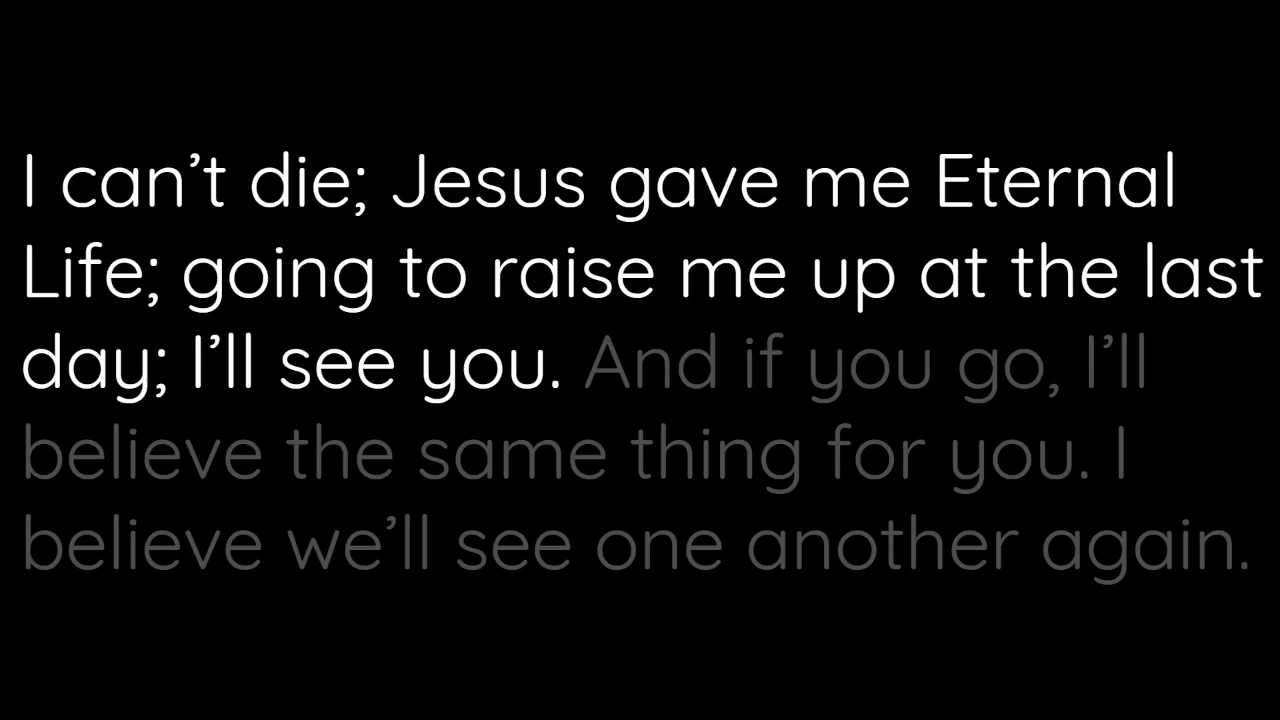 I can’t die; Jesus gave me Eternal
Life; going to raise me up at the last
day; I’ll see you. And if you go, I’ll
believe the same thing for you. I
believe we’ll see one another again.